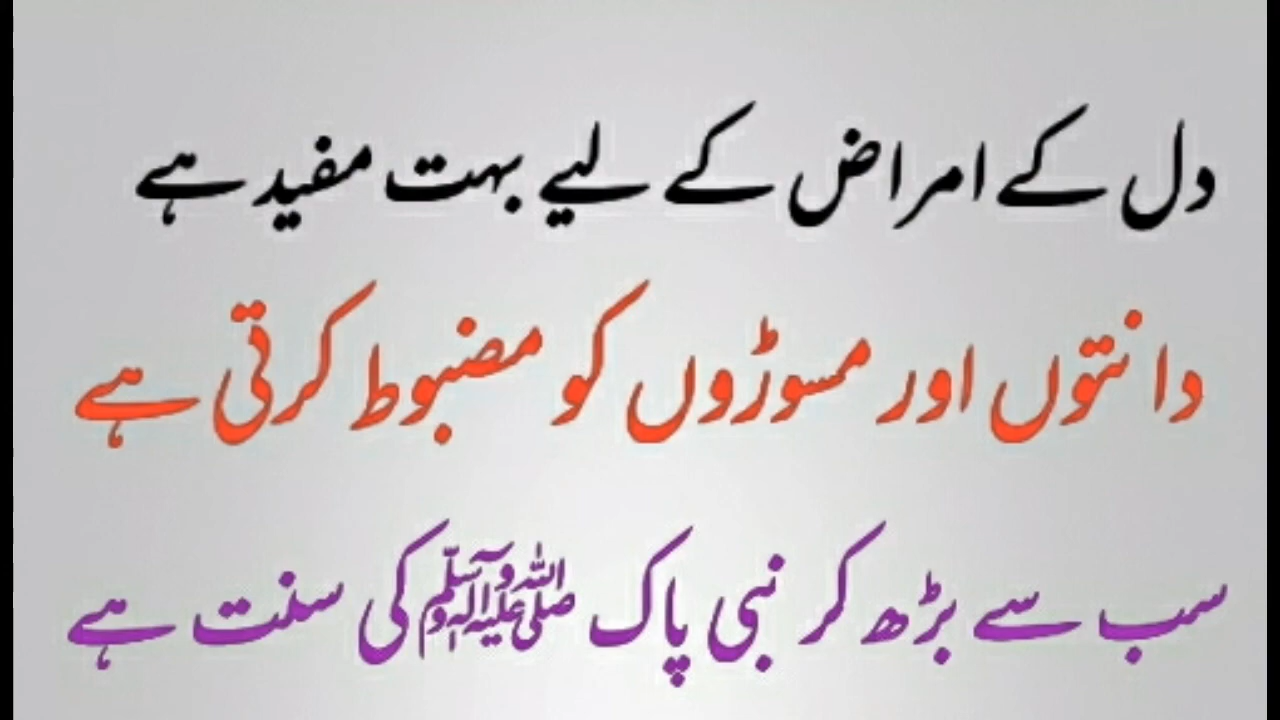 دل کے امراض کے لیے بہت مفید ہے
دانتوں اور مسوڑوں کو مضبوط کرتی ہے
سب سے بڑھ کر نبی پاک صلی اللہ علیہ وآلہ وسلم کی سنت ہے